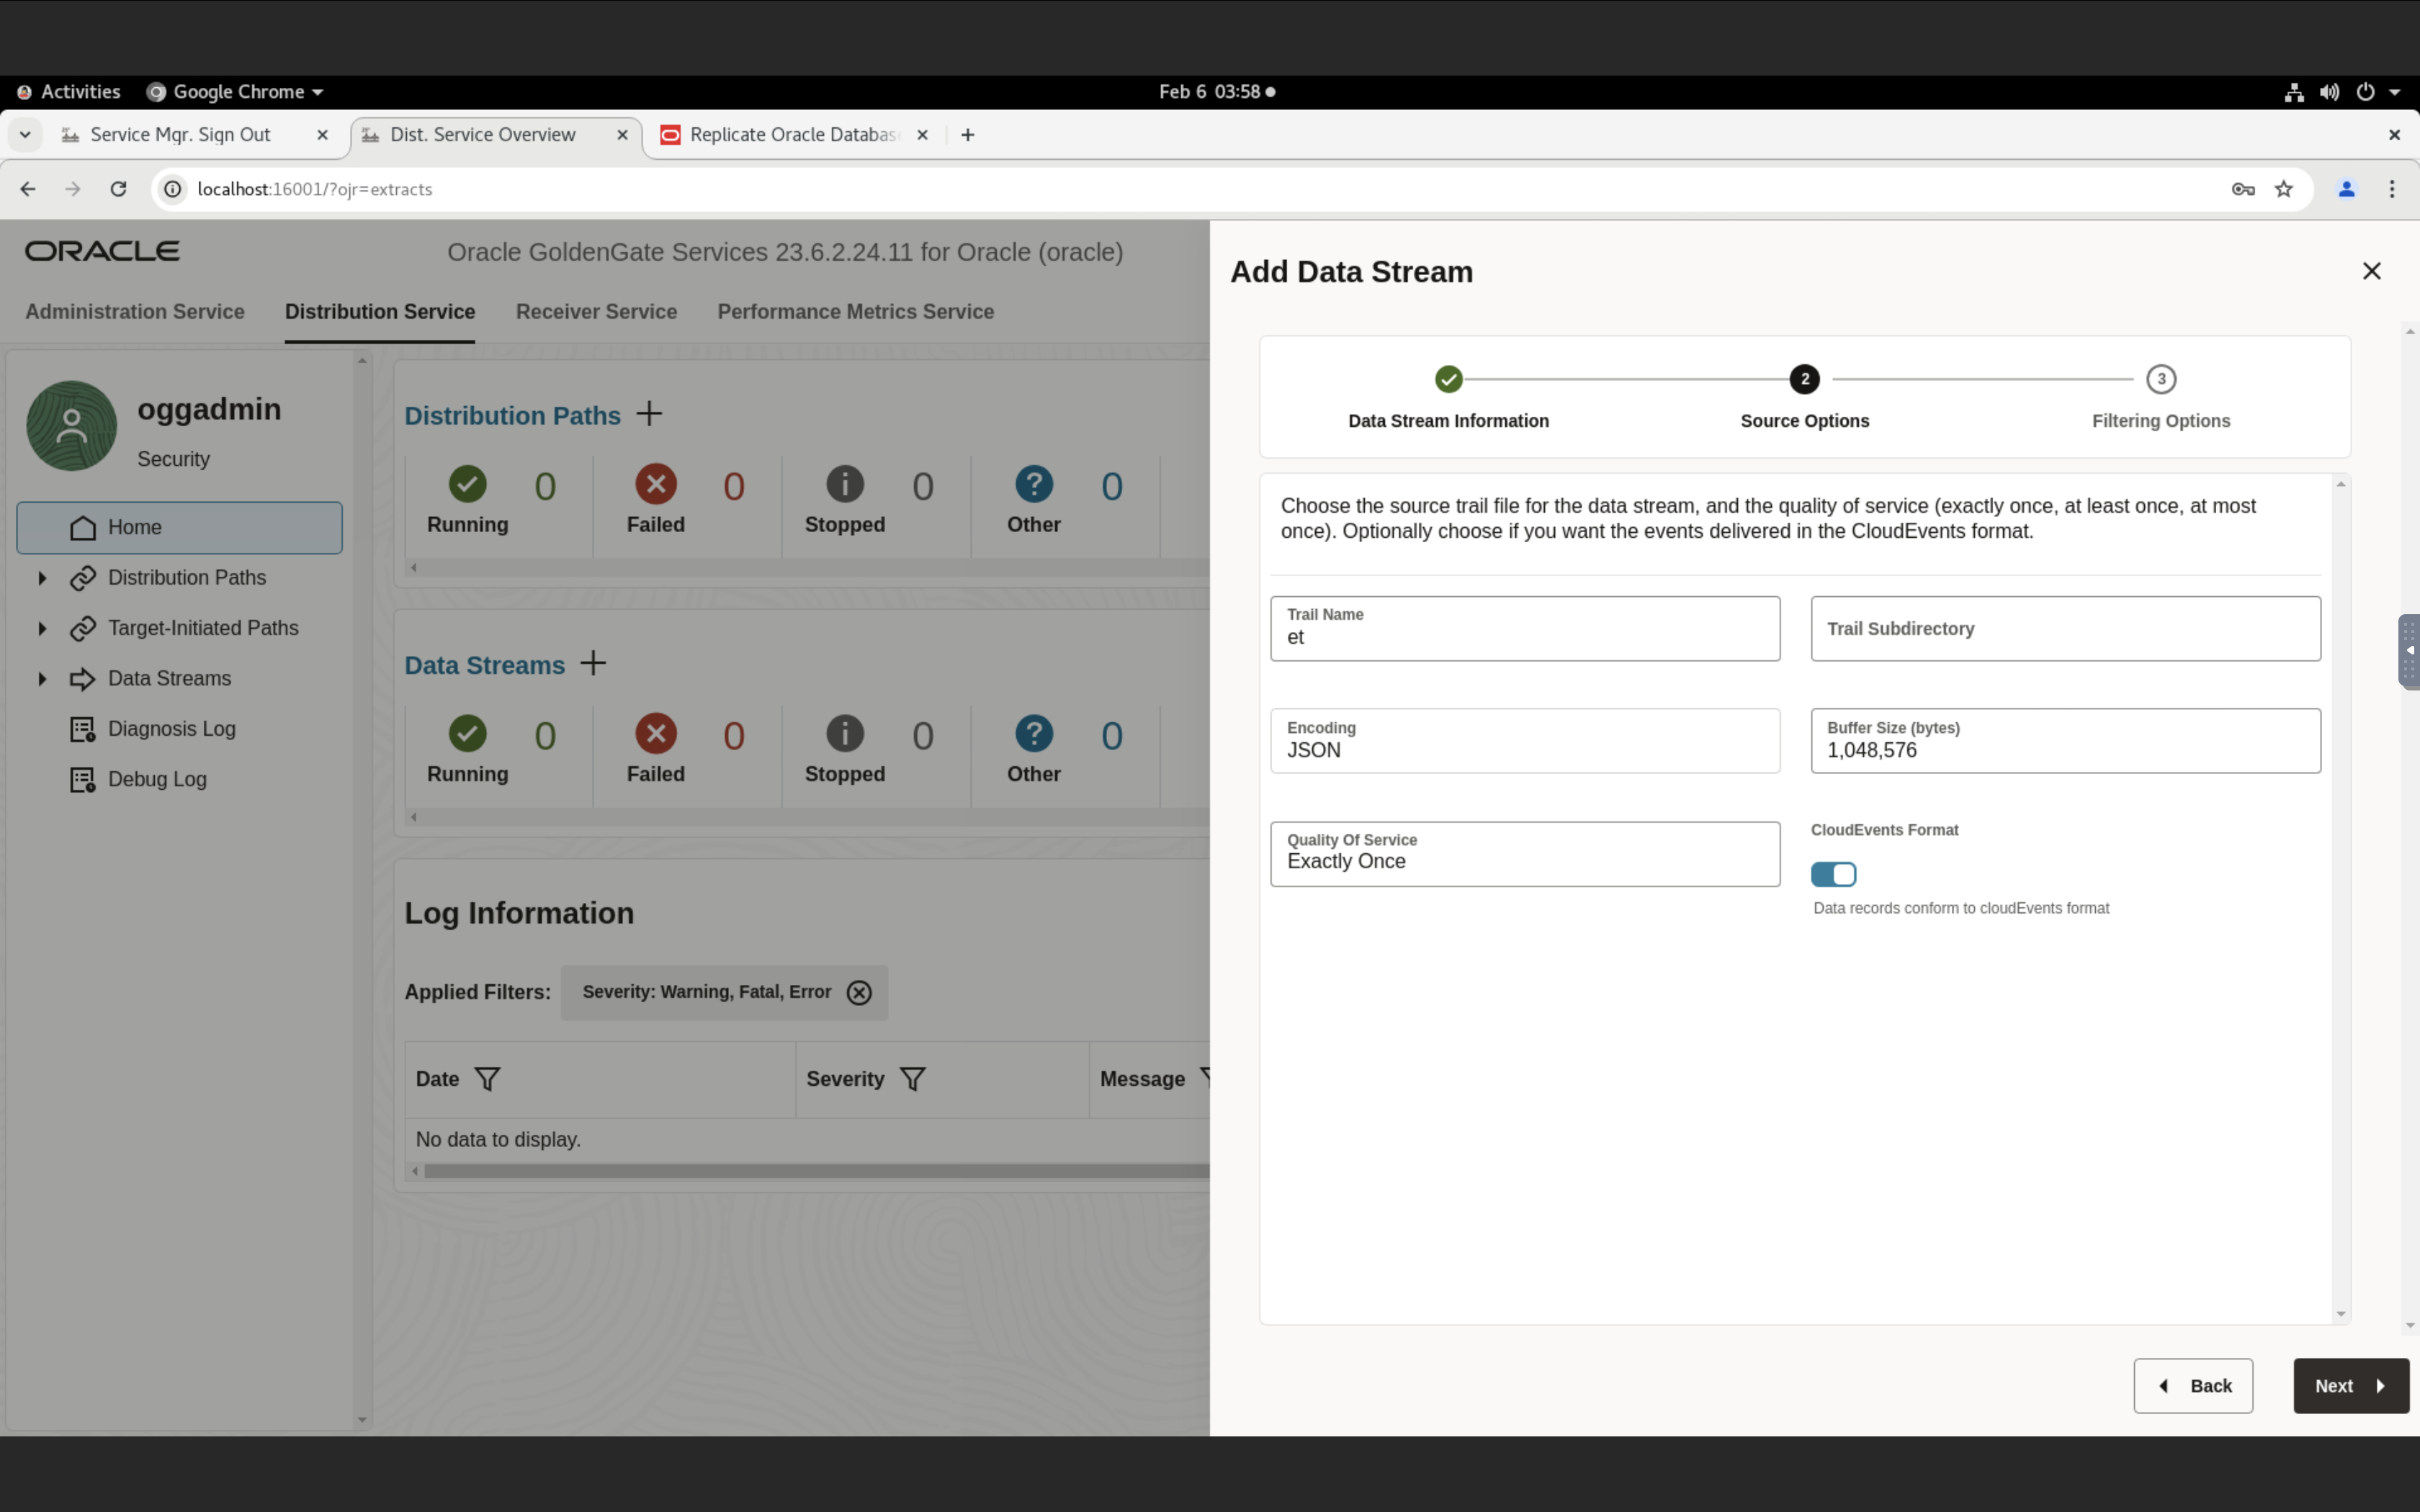 Activities
Google Chrome
Feb 6 03:58
Service Mgr. Sign Out
Dist. Service Overview
Replicate Oracle Databas
localhost:16001/?ojr=extracts
ORACLE
Oracle GoldenGate Services 23.6.2.24.11 for Oracle (oracle)
Administration Service
Distribution Service
Receiver Service
Performance Metrics Service
oggadmin
Security
Home
Distribution Paths
Target-Initiated Paths
Data Streams
Diagnosis Log
Debug Log
Distribution Paths
0
Running
0
Failed
0
Stopped
0
Other
Data Streams
0
Running
0
Failed
0
Stopped
0
Other
Log Information
Applied Filters:
Severity: Warning, Fatal, Error
Date
Severity
Message
No data to display.
Add Data Stream
2
3
Data Stream Information
Source Options
Filtering Options
Choose the source trail file for the data stream, and the quality of service (exactly once, at least once, at most
once). Optionally choose if you want the events delivered in the CloudEvents format.
Trail Name
et
Trail Subdirectory
Encoding
JSON
Buffer Size (bytes)
1,048,576
Quality Of Service
Exactly Once
CloudEvents Format
Data records conform to cloudEvents format
Back
Next